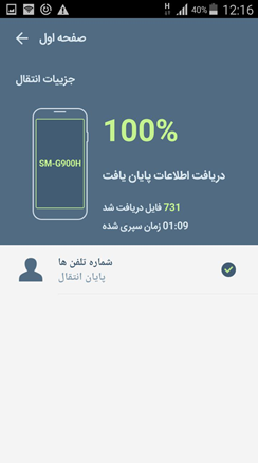 H 40% 12:16
صفحه اول
جزییات انتقال
100%
SM-G900H
دریافت اطلاعات پایان یافت
731 فایل دریافت شد
01:09 زمان سپری شده
شماره تلفن ها
پایان انتقال